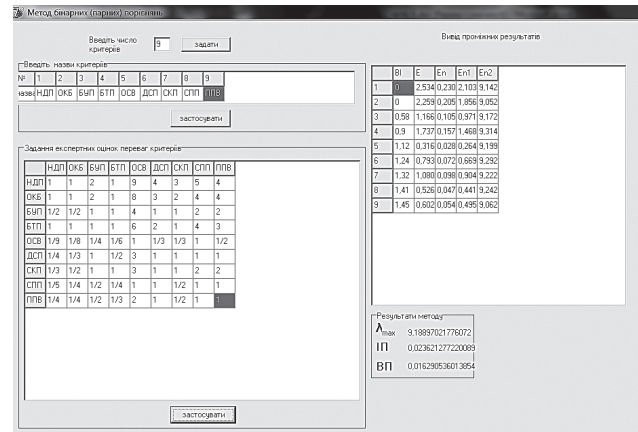 Метод бінарних (парних) порівнянь
Введіть число критеріїв 9 задати
Введіть назви критеріїв
№ 1 2 3 4 5 6 7 8 9
назва НДП ОКБ БУП БТП ОСВ ДСП СКП СПП ППВ
застосувати
Задання експертних оцінок переваг критеріїв
НДП ОКБ БУП БТП ОСВ ДСП СКП СПП ППВ
НДП 1 1 2 1 9 4 3 5 4
ОКБ 1 1 2 1 8 3 2 4 4
БУП 1/2 1/2 1 1 4 1 1 2 2
БТП 1 1 1 1 6 2 1 4 3
ОСВ 1/9 1/8 1/4 1/6 1 1/3 1/3 1 1/2
ДСП 1/4 1/3 1 1/2 3 1 1 1 1
СКП 1/3 1/2 1 1 3 1 1 2 2
СПП 1/5 1/4 1/2 1/4 1 1 1/2 1 1
ППВ 1/4 1/4 1/2 1/3 2 1 1/2 1 1
застосувати
Вивід проміжних результатів
ВІ E En En1 En2
1 0 2,534 0,230 2,103 9,142
2 0 2,259 0,205 1,856 9,052
3 0,58 1,166 0,105 0,971 9,172
4 0,9 1,737 0,157 1,468 9,314
5 1,12 0,316 0,028 0,264 9,199
6 1,24 0,793 0,072 0,669 9,292
7 1,32 1,080 0,098 0,904 9,222
8 1,41 0,526 0,047 0,441 9,242
9 1,45 0,602 0,054 0,495 9,062
Результати методу
λmax 9,18897021776072
ІП 0,023621277220089
ВП 0,016290536013854